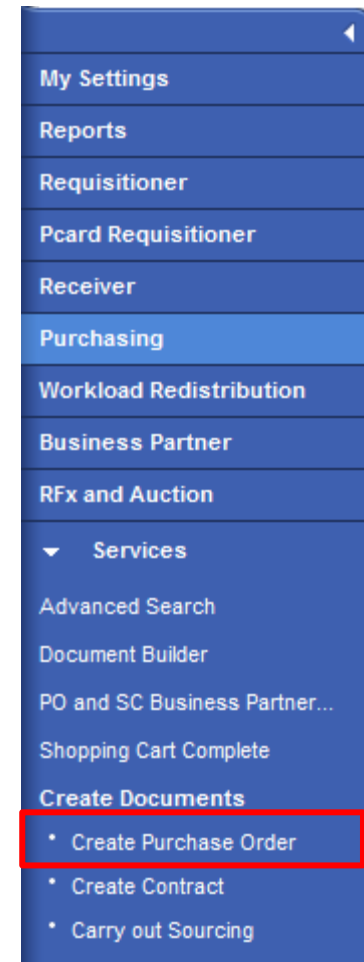 My Settings
Reports
Requisitioner
Pcard Requisitioner
Receiver
Purchasing
Workload Redistribution
Business Partner
RFx and Auction
Services
Advanced Search
Document Builder
PO and SC Business Partner...
Shopping Cart Complete
Create Documents
• Create Purchase Order
• Create Contract
• Carry out Sourcing